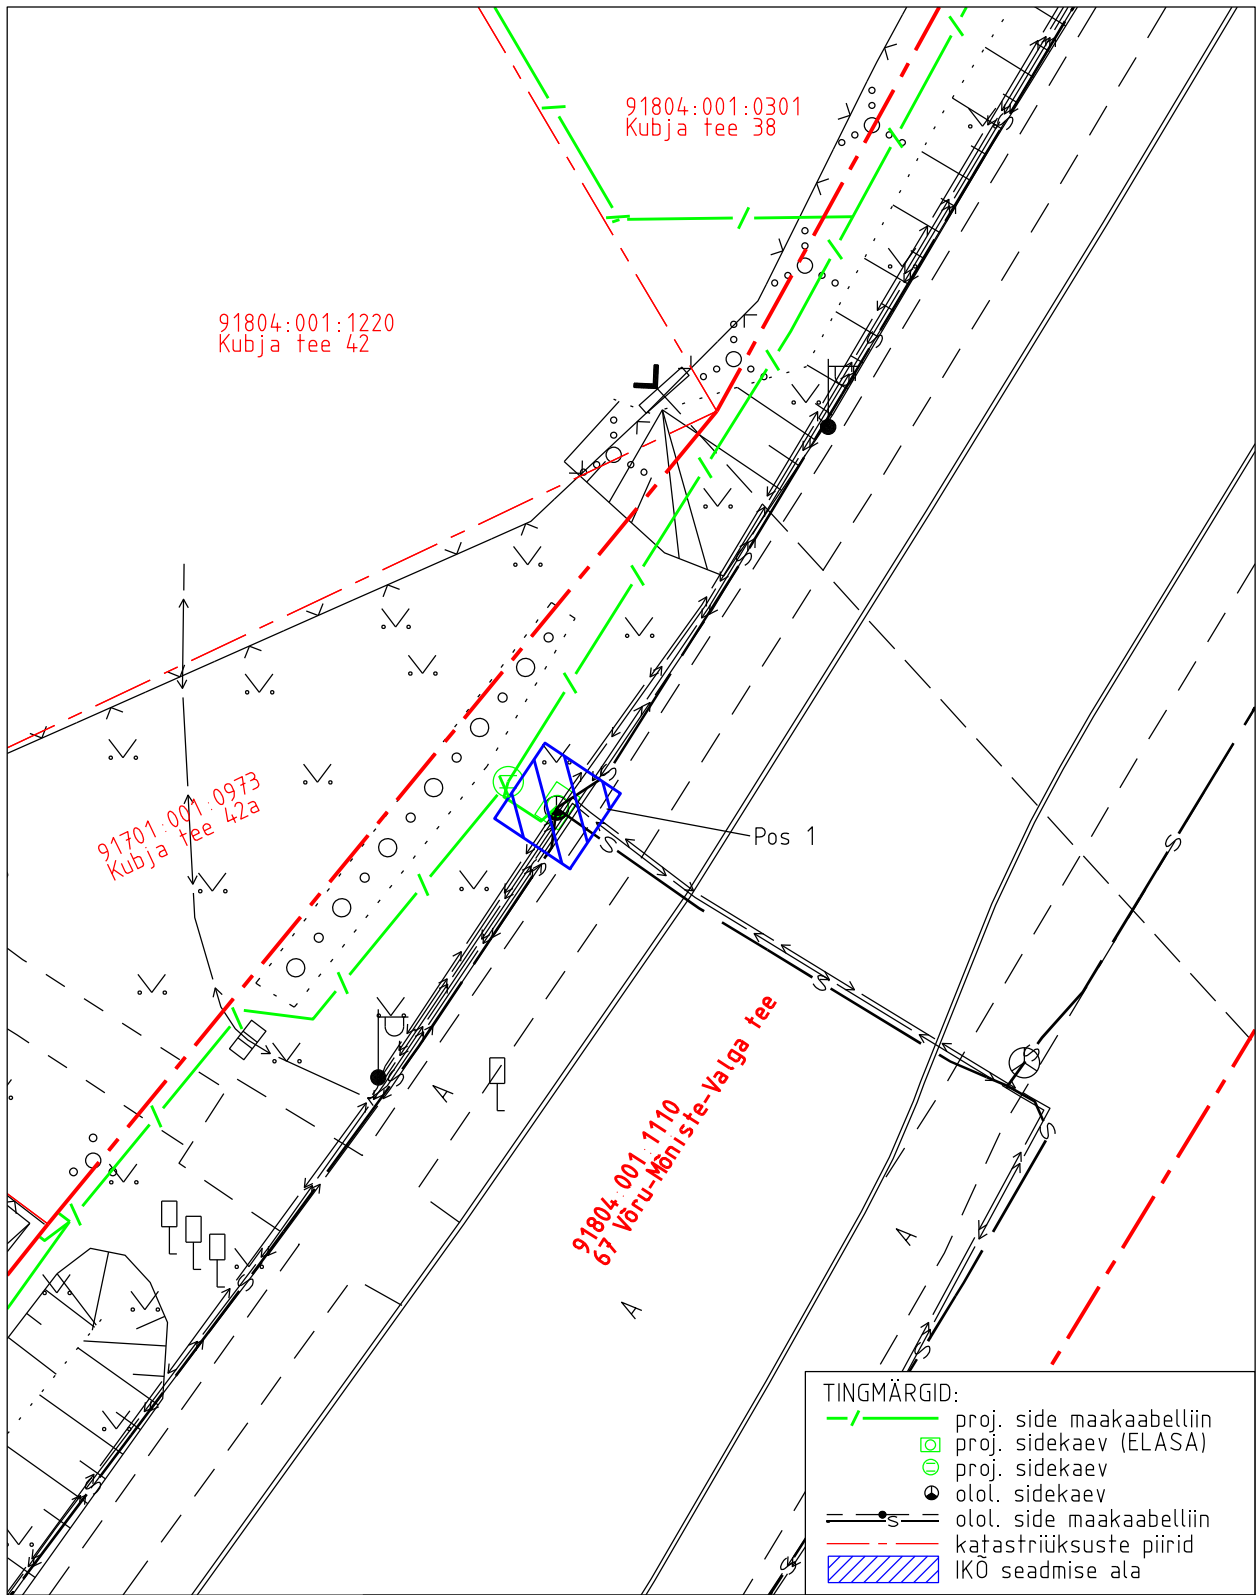 91804:001:0301
Kubja tee 38
91804:001:1220
Kubja tee 42
91701:001:0973
Kubja tee 42a
Pos 1
91804:001:1110
67 Võru-Mõniste-Valga tee
A
A
A
S
S
S
S
S
S
S
S
S
S
S
S
S
S
TINGMÄRGID:
proj. side maakaabelliin
proj. sidekaev (ELASA)
proj. sidekaev
olol. sidekaev
S olol. side maakaabelliin
katastriüksuste piirid
IKÕ seadmise ala